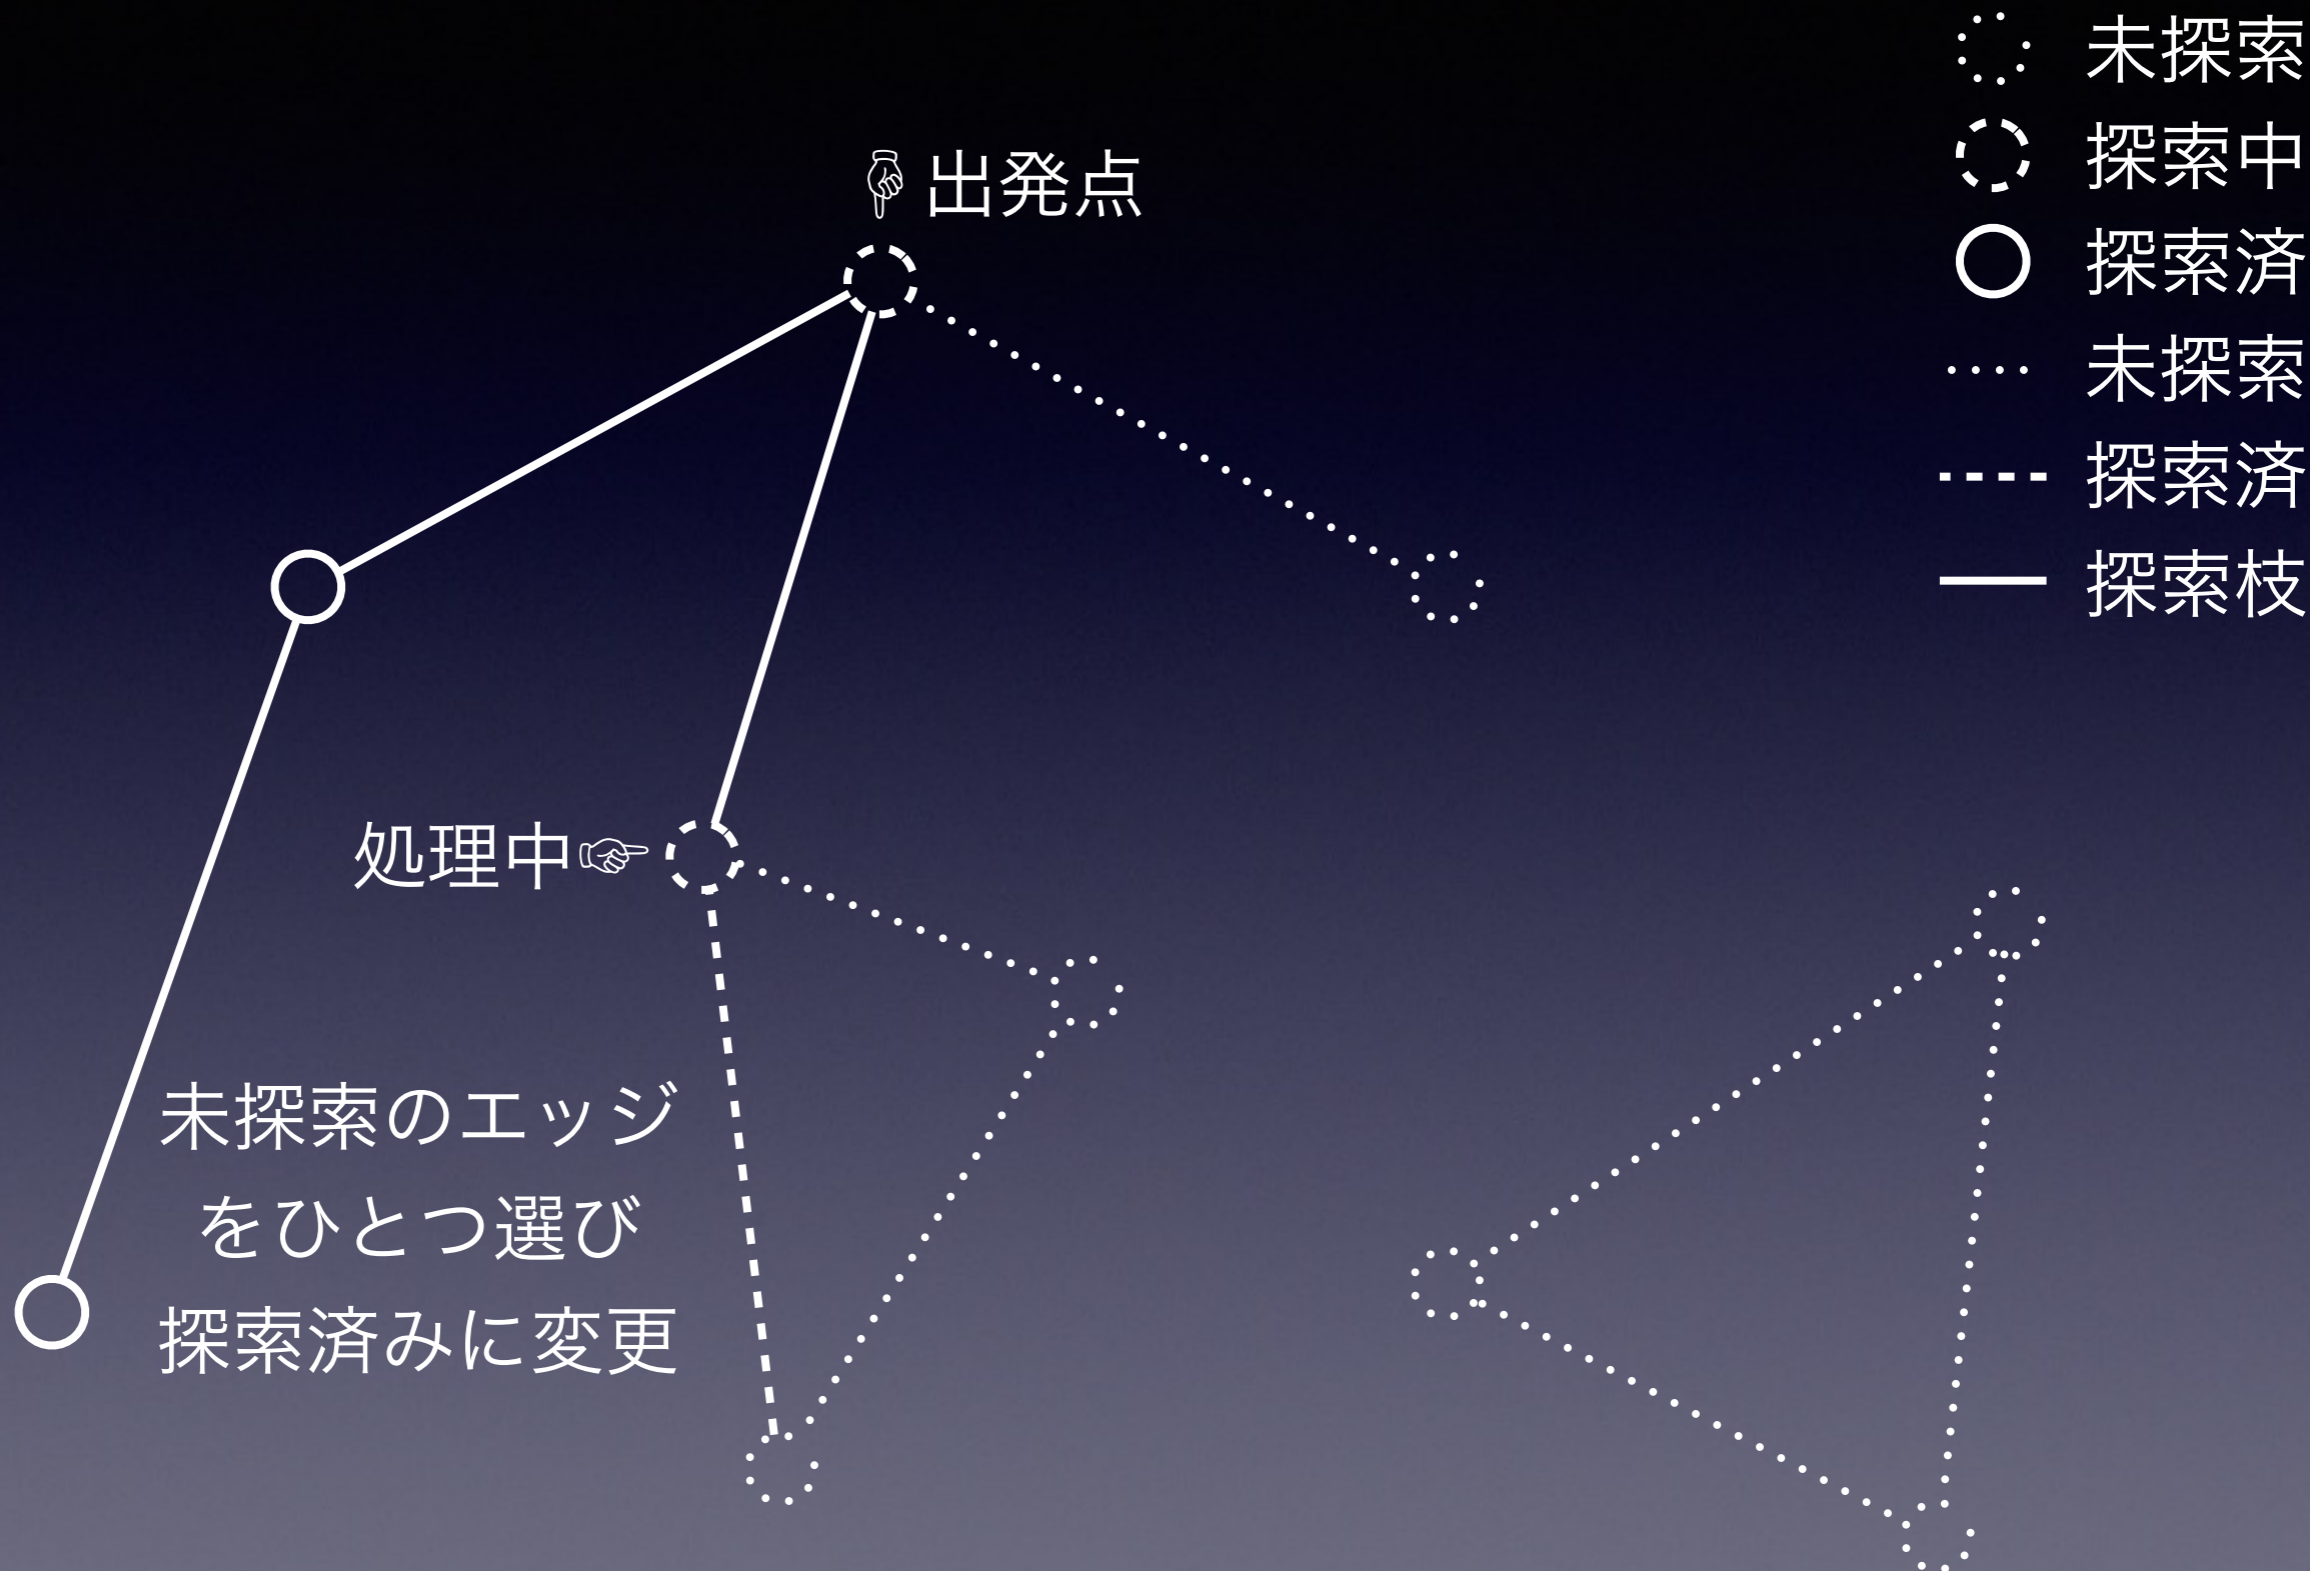 未探索
探索中
探索済
未探索
探索済
探索枝
☟出発点
処理中☞
未探索のエッジ
をひとつ選び
探索済みに変更